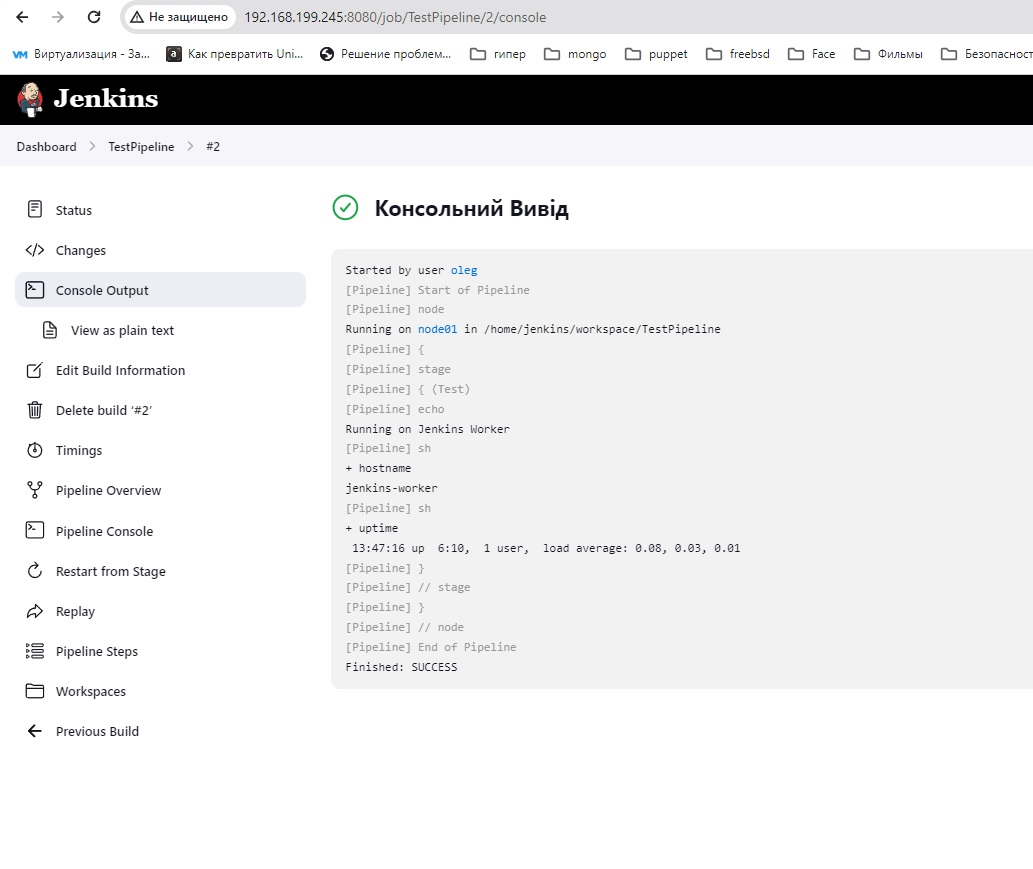 Не защищено 192.168.199.245:8080/job/TestPipeline/2/console
vm Виртуализация - За... a Как превратить Uni... Решение проблем... гипер mongo puppet freebsd Face Фильмы Безопасност
Jenkins
Dashboard > TestPipeline > #2
Status
</> Changes
Console Output
View as plain text
Edit Build Information
Delete build ‘#2’
Timings
Pipeline Overview
Pipeline Console
Restart from Stage
Replay
Pipeline Steps
Workspaces
Previous Build
Консольний Вивід
Started by user oleg
[Pipeline] Start of Pipeline
[Pipeline] node
Running on node01 in /home/jenkins/workspace/TestPipeline
[Pipeline] {
[Pipeline] stage
[Pipeline] { (Test)
[Pipeline] echo
Running on Jenkins Worker
[Pipeline] sh
+ hostname
jenkins-worker
[Pipeline] sh
+ uptime
13:47:16 up  6:10,  1 user,  load average: 0.08, 0.03, 0.01
[Pipeline] }
[Pipeline] // stage
[Pipeline] }
[Pipeline] // node
[Pipeline] End of Pipeline
Finished: SUCCESS